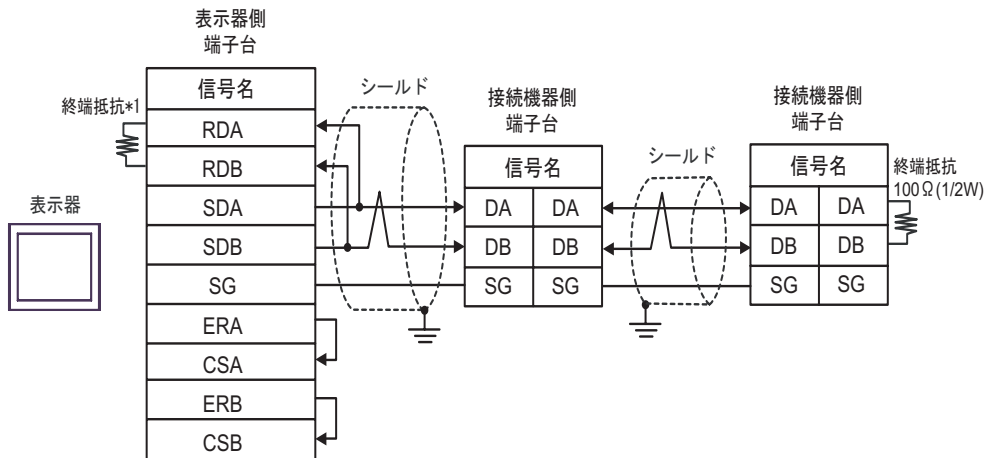 表示器側
端子台
終端抵抗*1
信号名
RDA
RDB
SDA
SDB
SG
ERA
CSA
ERB
CSB
表示器
シールド
接続機器側
端子台
信号名
DA DA
DB DB
SG SG
シールド
接続機器側
端子台
信号名
DA DA
DB DB
SG SG
終端抵抗
100Ω(1/2W)